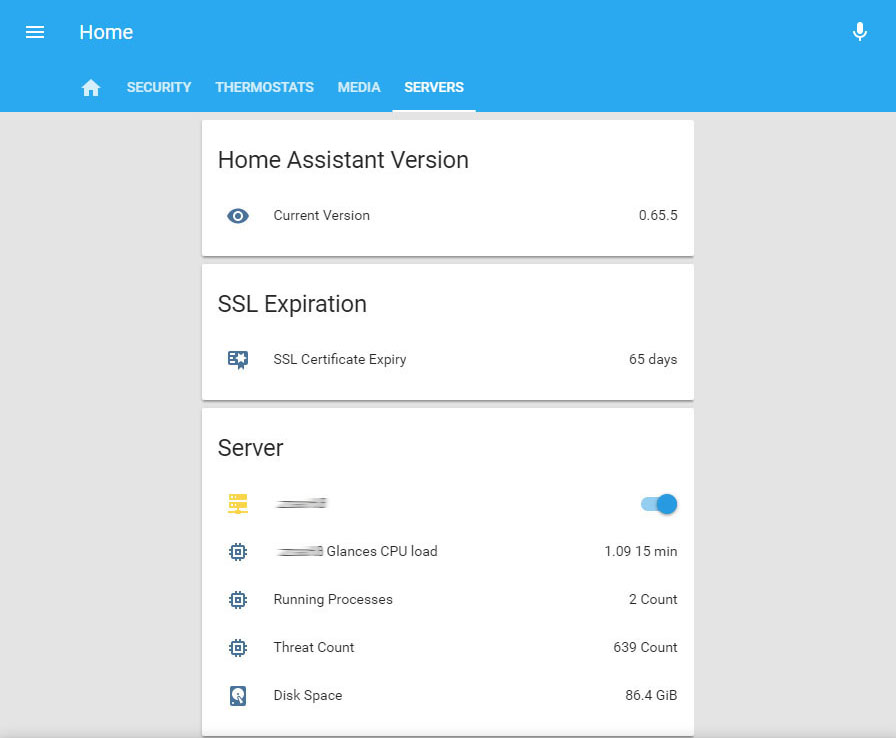 Home
SECURITY THERMOSTATS MEDIA SERVERS
Home Assistant Version
Current Version 0.65.5
SSL Expiration
SSL Certificate Expiry 65 days
Server
Glances CPU load 1.09 15 min
Running Processes 2 Count
Threat Count 639 Count
Disk Space 86.4 GiB